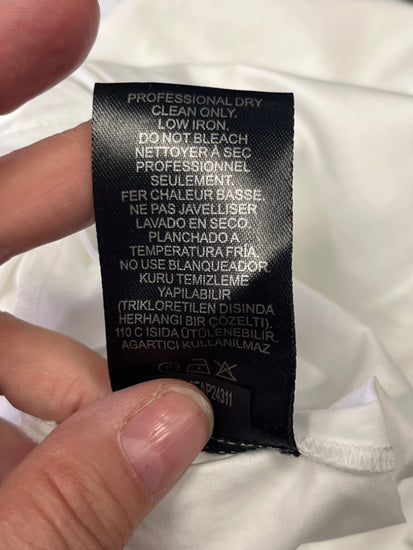 PROFESSIONAL DRY
CLEAN ONLY.
LOW IRON.
DO NOT BLEACH
NETTOYER À SEC
PROFESSIONNEL
SEULEMENT.
FER CHALEUR BASSE.
NE PAS JAVELLISER
LAVADO EN SECO.
PLANCHADO A
TEMPERATURA FRÍA.
NO USE BLANQUEADOR.
KURU TEMIZLEME
YAPILABILIR
(TRIKLORETILEN DISINDA
HERHANGI BIR ÇÖZELTI).
110 C ISIDA ÜTÜLENEBILIR.
AGARTICI KULLANILMAZ